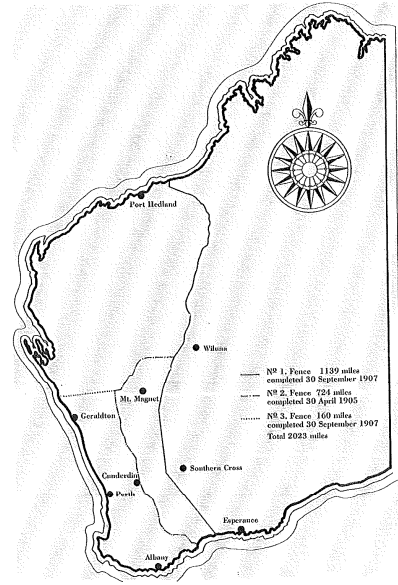 Port Hedland
Wiluna
Mt. Magnet
Geraldton
Southern Cross
Cunderdin
Perth
Esperance
Albany
Nº 1. Fence 1139 miles
completed 30 September 1907
Nº 2. Fence 724 miles
completed 30 April 1905
Nº 3. Fence 160 miles
completed 30 September 1907
Total 2023 miles